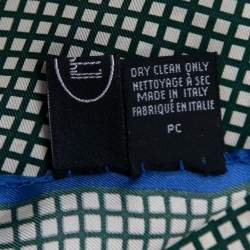 DRY CLEAN ONLY
NETTOYAGE A SEC
MADE IN ITALY
FABRIQUÉ EN ITALIE
PC